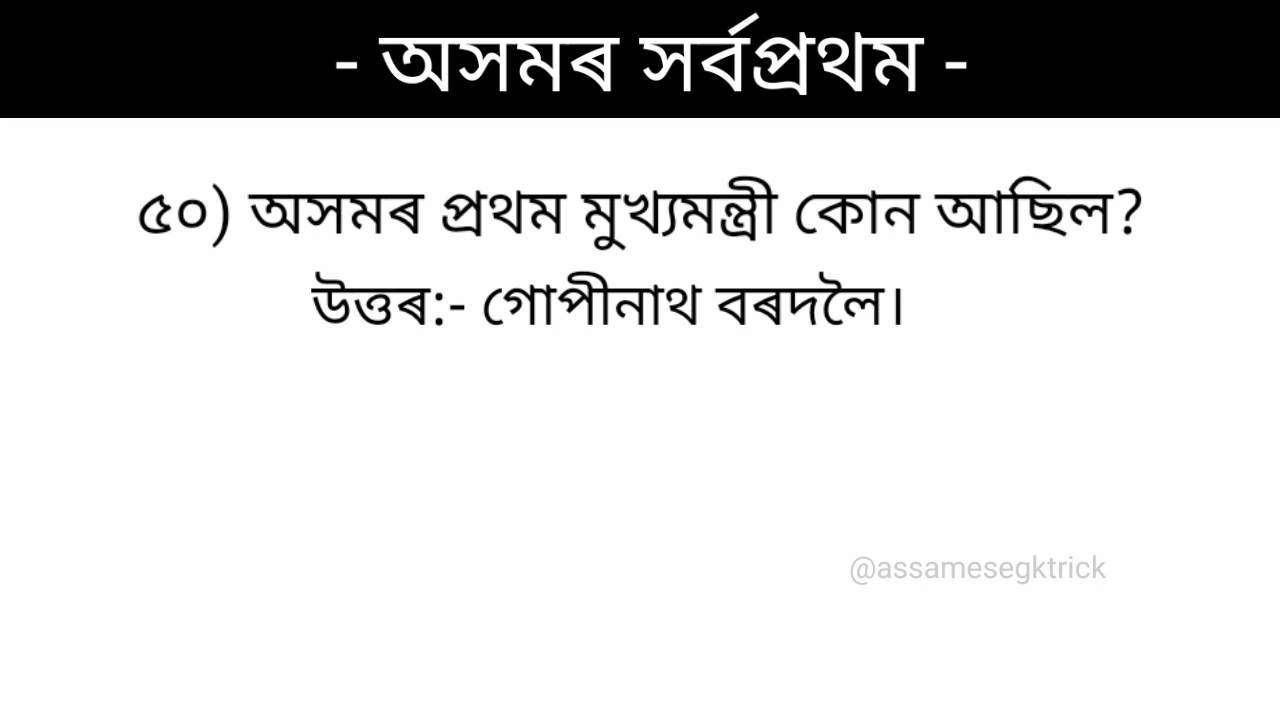 - অসমৰ সৰ্বপ্ৰথম -
৫০) অসমৰ প্ৰথম মুখ্যমন্ত্ৰী কোন আছিল?
উত্তৰ:- গোপীনাথ বৰদলৈ।
@assamesegktrick